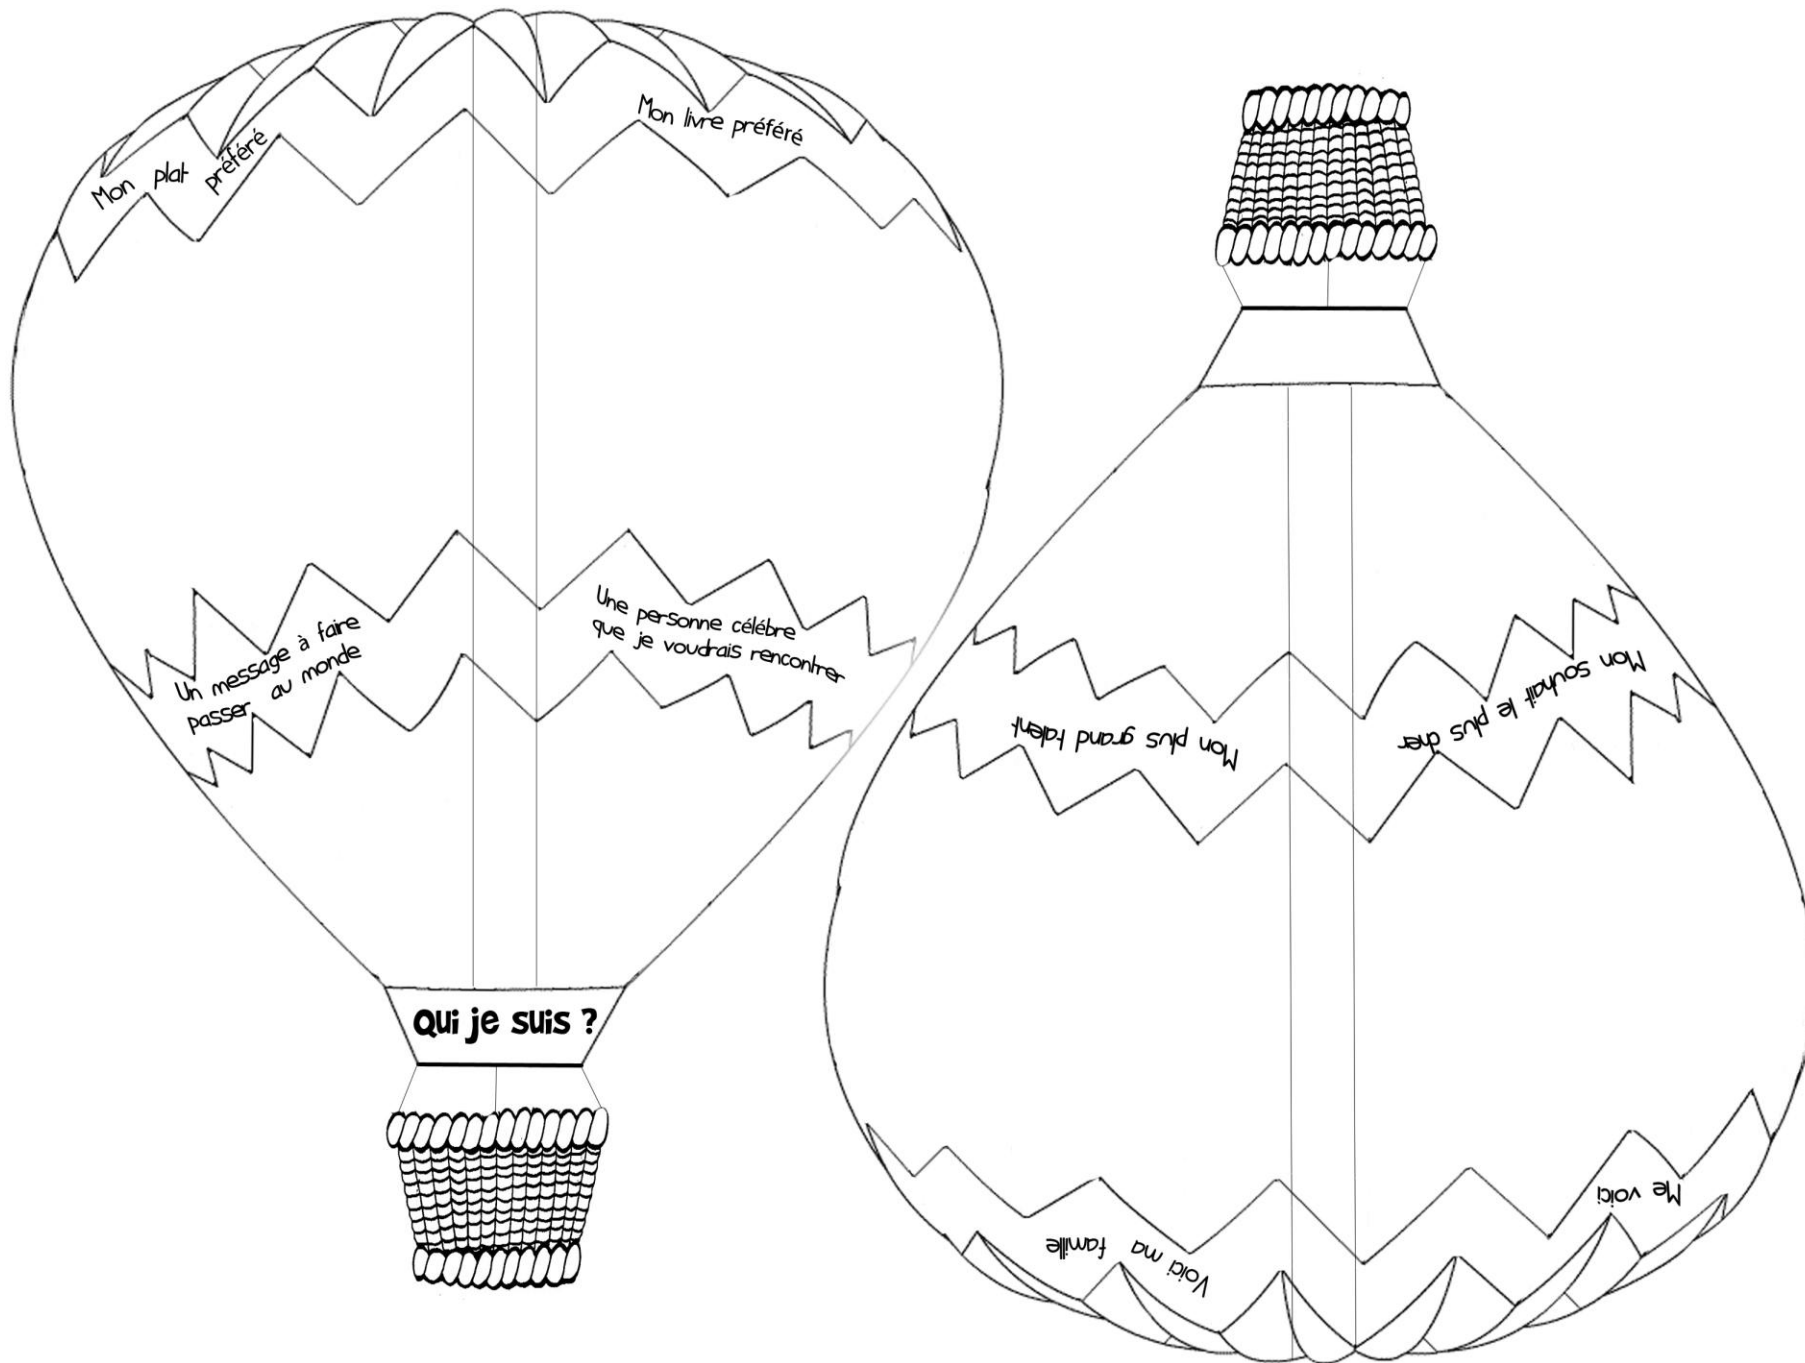 Mon plat préféré
Mon livre préféré
Un message à faire
passer au monde
Une personne célébre
que je voudrais rencontrer
Qui je suis ?
Me voici
Voici ma famille
Mon souhait le plus cher
Mon plus grand talent